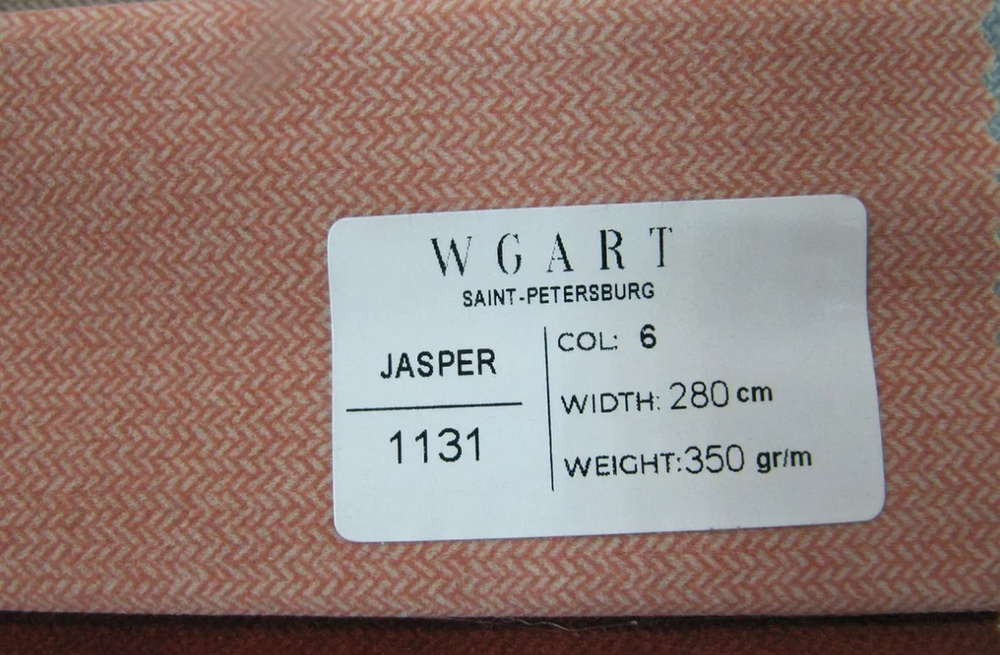 WGART
SAINT-PETERSBURG
JASPER
1131
COL: 6
WIDTH: 280 cm
WEIGHT:350 gr/m